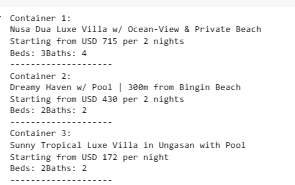 Container 1:
Nusa Dua Luxe Villa w/ Ocean-View & Private Beach
Starting from USD 715 per 2 nights
Beds: 3Baths: 4
--------------------
Container 2:
Dreamy Haven w/ Pool | 300m from Bingin Beach
Starting from USD 430 per 2 nights
Beds: 2Baths: 2
--------------------
Container 3:
Sunny Tropical Luxe Villa in Ungasan with Pool
Starting from USD 172 per night
Beds: 2Baths: 2
--------------------